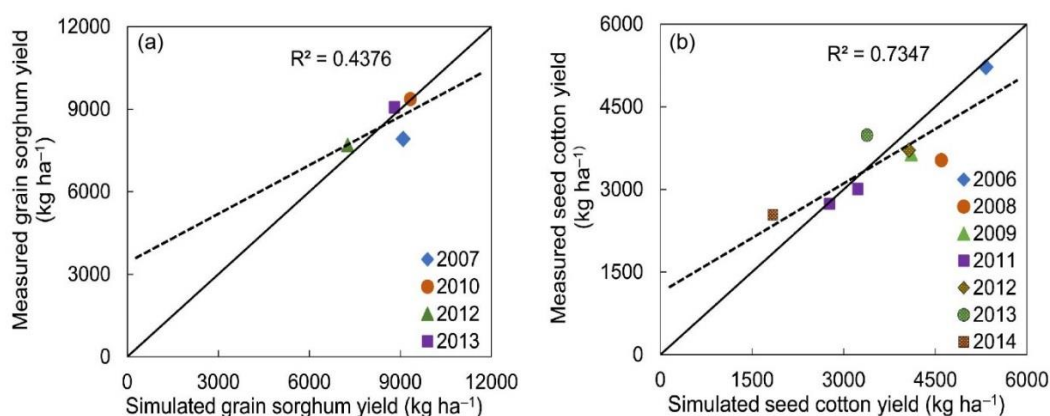 (a)
R² = 0.4376
Measured grain sorghum yield
(kg ha⁻¹)
12000
9000
6000
3000
0
0 3000 6000 9000 12000
Simulated grain sorghum yield (kg ha⁻¹)
2007
2010
2012
2013
(b)
R² = 0.7347
Measured seed cotton yield
(kg ha⁻¹⁾
6000
4500
3000
1500
0
0 1500 3000 4500 6000
Simulated seed cotton yield (kg ha⁻¹)
2006
2008
2009
2011
2012
2013
2014